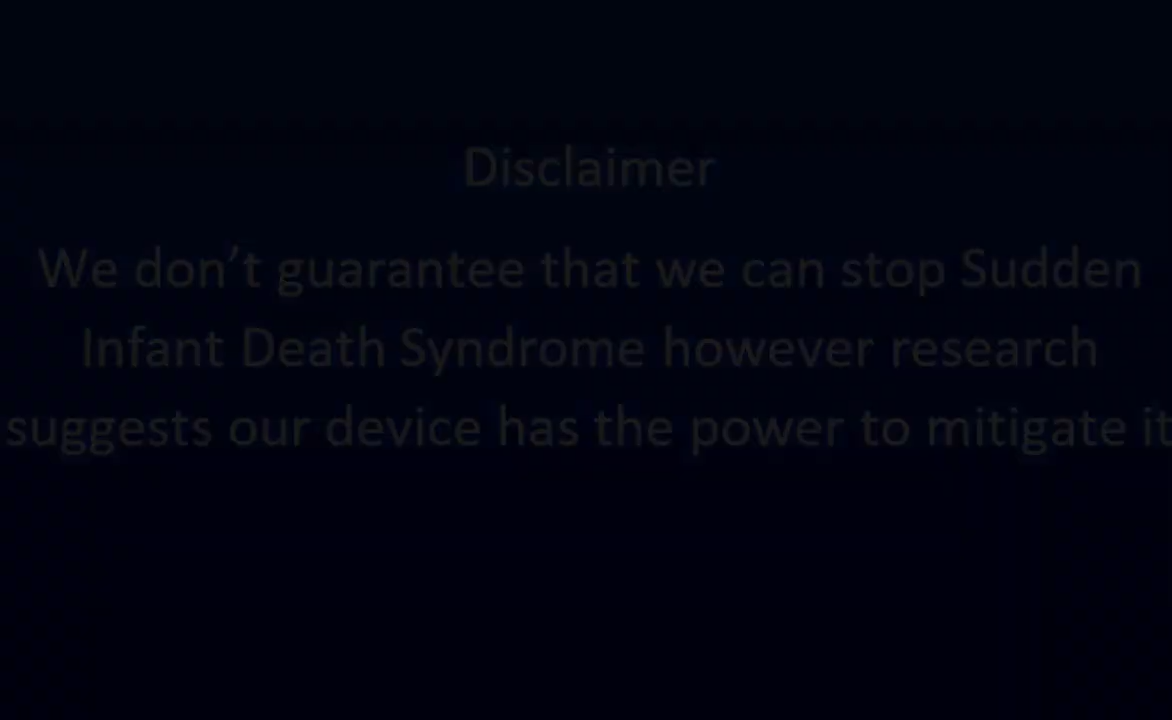 Disclaimer
We don’t guarantee that we can stop Sudden
Infant Death Syndrome however research
suggests our device has the power to mitigate it